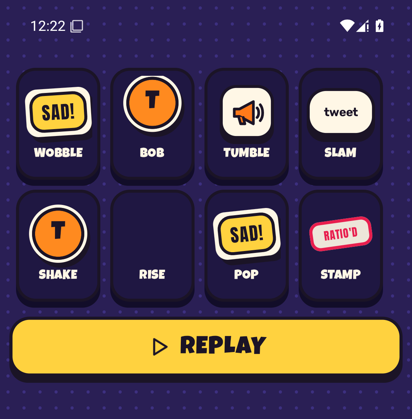 12:22
SAD!
T
tweet
WOBBLE
BOB
TUMBLE
SLAM
T
SAD!
RATIO'D
SHAKE
RISE
POP
STAMP
REPLAY